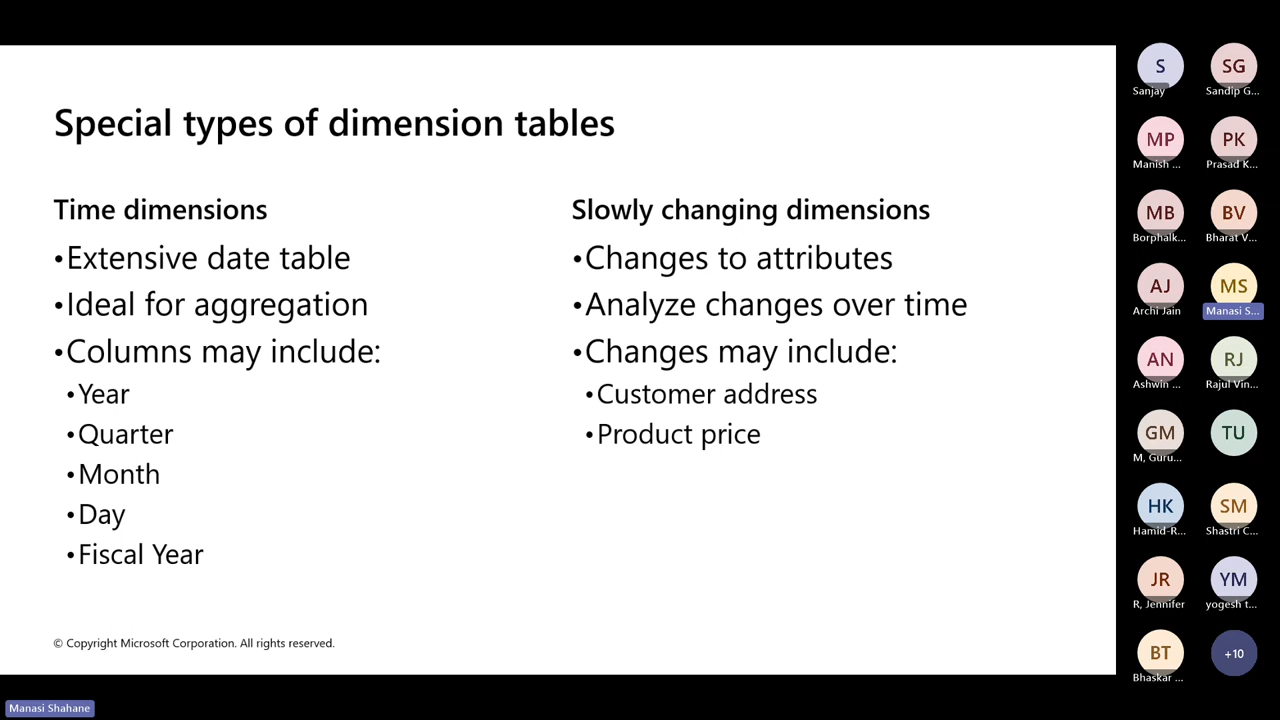 Special types of dimension tables
Time dimensions
•Extensive date table
•Ideal for aggregation
•Columns may include:
•Year
•Quarter
•Month
•Day
•Fiscal Year
Slowly changing dimensions
•Changes to attributes
•Analyze changes over time
•Changes may include:
•Customer address
•Product price
© Copyright Microsoft Corporation. All rights reserved.
S
Sanjay
SG
Sandip G...
MP
Manish ...
PK
Prasad K...
MB
Borphalk...
BV
Bharat V...
AJ
Archi Jain
MS
Manasi S...
AN
Ashwin ...
RJ
Rajul Vin...
GM
M, Guru...
TU
HK
Hamid-R...
SM
Shastri C...
JR
R, Jennifer
YM
yogesh t...
BT
Bhaskar ...
+10
Manasi Shahane